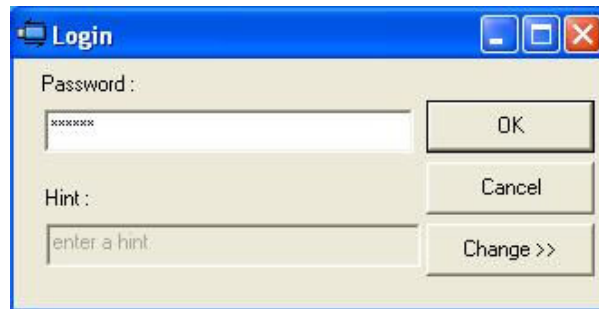 Login
Password :
******
OK
Hint :
Cancel
enter a hint
Change >>